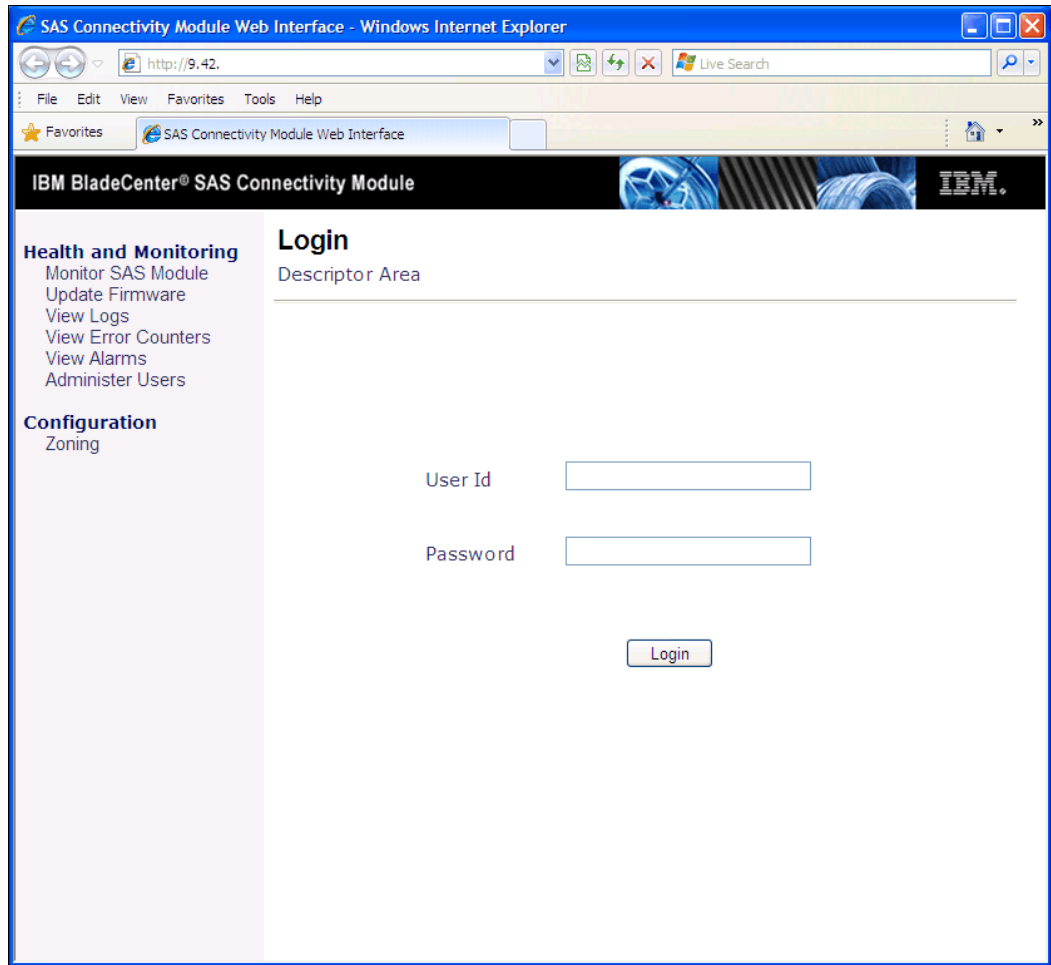 SAS Connectivity Module Web Interface - Windows Internet Explorer
http://9.42.
Live Search
File Edit View Favorites Tools Help
Favorites
SAS Connectivity Module Web Interface
»
IBM BladeCenter® SAS Connectivity Module
IBM.
Health and Monitoring
Monitor SAS Module
Update Firmware
View Logs
View Error Counters
View Alarms
Administer Users
Configuration
Zoning
Login
Descriptor Area
User Id
Password
Login